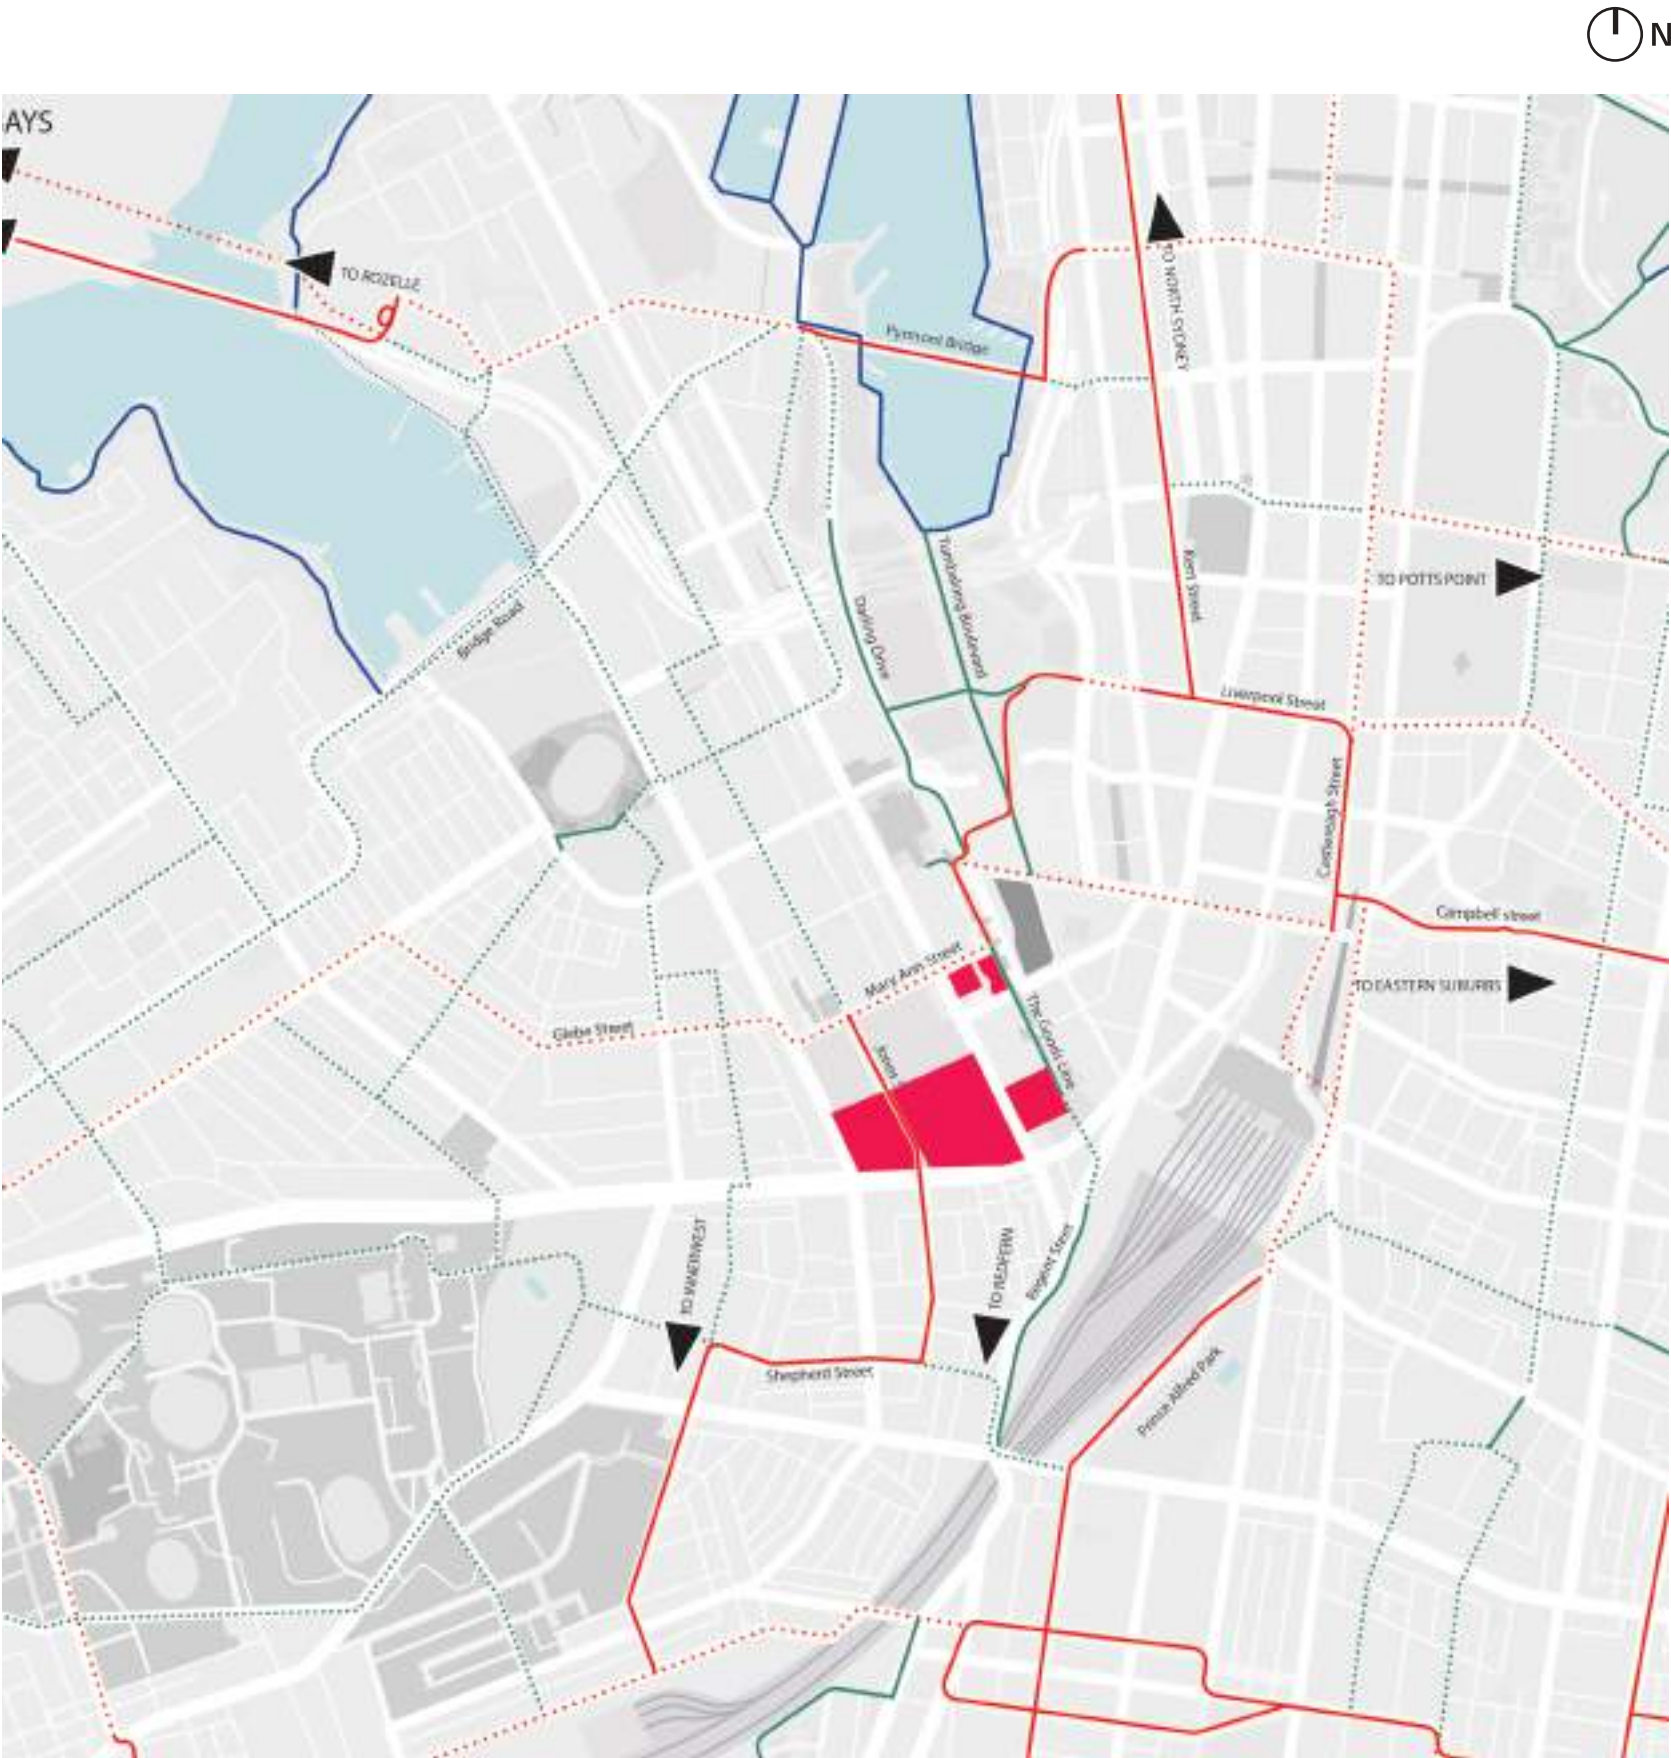 N
AYS
TO ROZELLE
TO NORTH SYDNEY
Pyrmont Bridge
Kent Street
TO POTTS POINT
Tumbalong Boulevard
Darling Drive
Bridge Road
Liverpool Street
Castlereagh Street
Campbell street
Mary Ann Street
TO EASTERN SUBURBS
Glebe Street
The Goods Line
Jones
TO INNERWEST
TO REDFERN
Regent Street
Shepherd Street
Prince Alfred Park